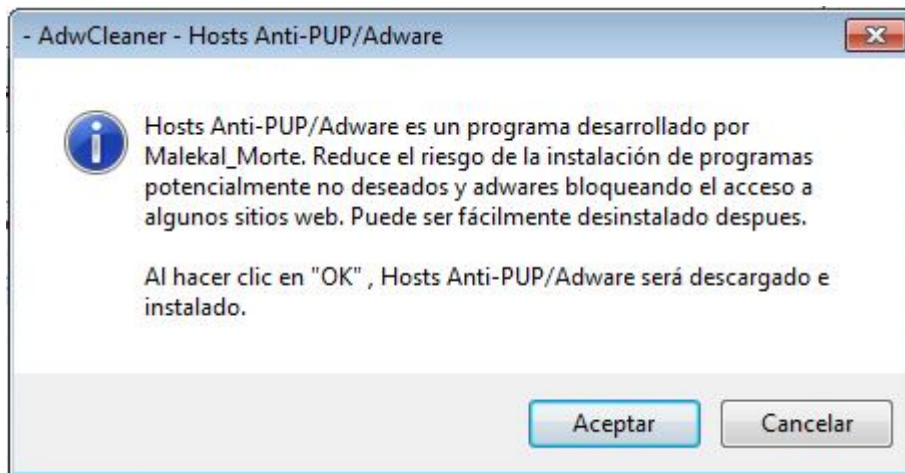 - AdwCleaner - Hosts Anti-PUP/Adware
Hosts Anti-PUP/Adware es un programa desarrollado por
Malekal_Morte. Reduce el riesgo de la instalación de programas
potencialmente no deseados y adwares bloqueando el acceso a
algunos sitios web. Puede ser fácilmente desinstalado despues.
Al hacer clic en "OK" , Hosts Anti-PUP/Adware será descargado e
instalado.
Aceptar
Cancelar